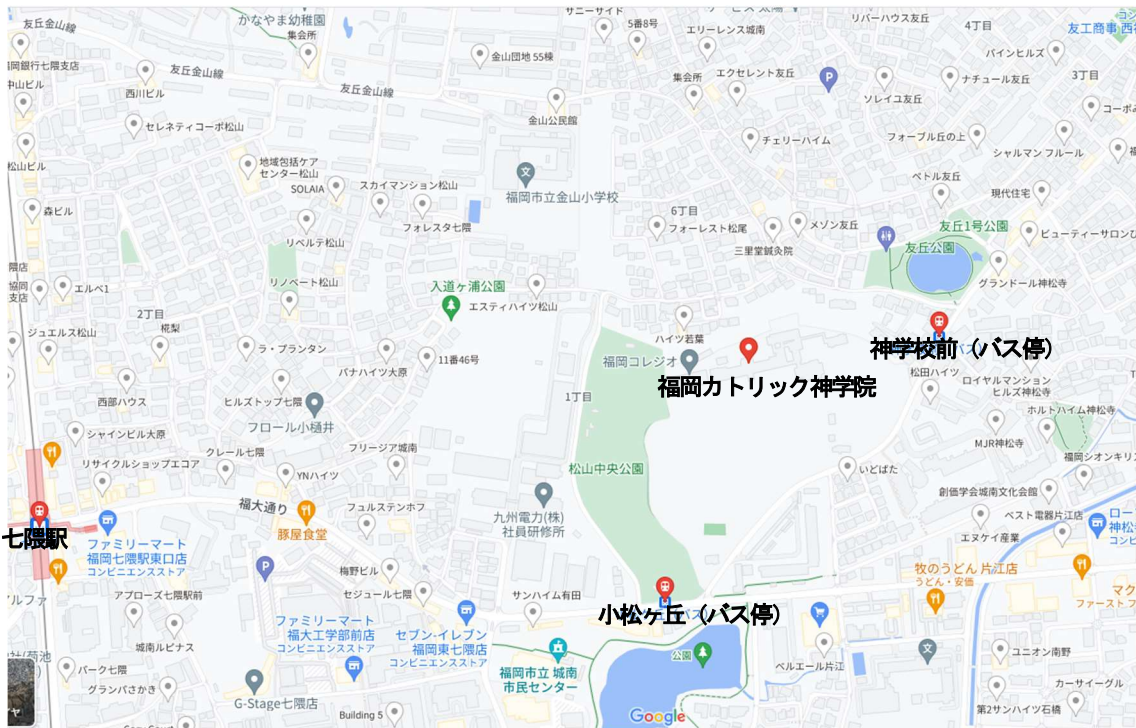 友丘金山線
かなやま幼稚園
集会所
サニーサイド
5番8号
エリーレンス城南
リバーハウス友丘
4丁目
友工商事
パインヒルズ
3丁目
岡銀行七隈支店
中山ビル
西川ビル
友丘金山線
友丘金山線
金山団地 55棟
集会所
エクセレント友丘
ソレイユ友丘
ナチュール友丘
セレネティコーポ松山
金山公民館
チェリーハイム
フォーブル丘の上
シャルマン フルール
松山ビル
地域包括ケア
センター松山
SOLAIA
スカイマンション松山
福岡市立金山小学校
ペトル友丘
現代住宅
森ビル
フォレスタ七隈
6丁目
フォーレスト松尾
メゾン友丘
友丘1号公園
友丘公園
リベルテ松山
三里堂鍼灸院
グランドール神松寺
エルベ1
リノベート松山
入道ヶ浦公園
エスティハイツ松山
2丁目
椛梨
ジュエルス松山
ラ・プランタン
11番46号
バナハイツ大原
ハイツ若葉
福岡コレジオ
神学校前（バス停）
福岡カトリック神学院
松田ハイツ
ロイヤルマンション
ヒルズ神松寺
ホルトハイム神松寺
西部ハウス
ヒルズトップ七隈
フロール小樋井
1丁目
シャインビル大原
クレール七隈
フリージア城南
MJR神松寺
リサイクルショップエコア
YNハイツ
松山中央公園
いどばた
福岡シオンキリ
創価学会城南文化会館
福大通り
フュルステンホフ
九州電力(株)
社員研修所
ベスト電器片江店
七隈駅
ファミリーマート
福岡七隈駅東口店
コンビニエンスストア
豚屋食堂
エヌケイ産業
梅野ビル
セジュール七隈
牧のうどん 片江店
うどん・安価
アプローズ七隈駅前
サンハイム有田
小松ヶ丘（バス停）
ファミリーマート
福大工学部前店
コンビニエンスストア
セブン-イレブン
福岡東七隈店
コンビニエンスストア
城南ルピナス
福岡市立 城南
市民センター
公園
ベルエール片江
ユニオン南野
パーク七隈
グランパさかき
G-Stage七隈店
Building 5
カーサイーグル
第2サンハイツ石橋
Google